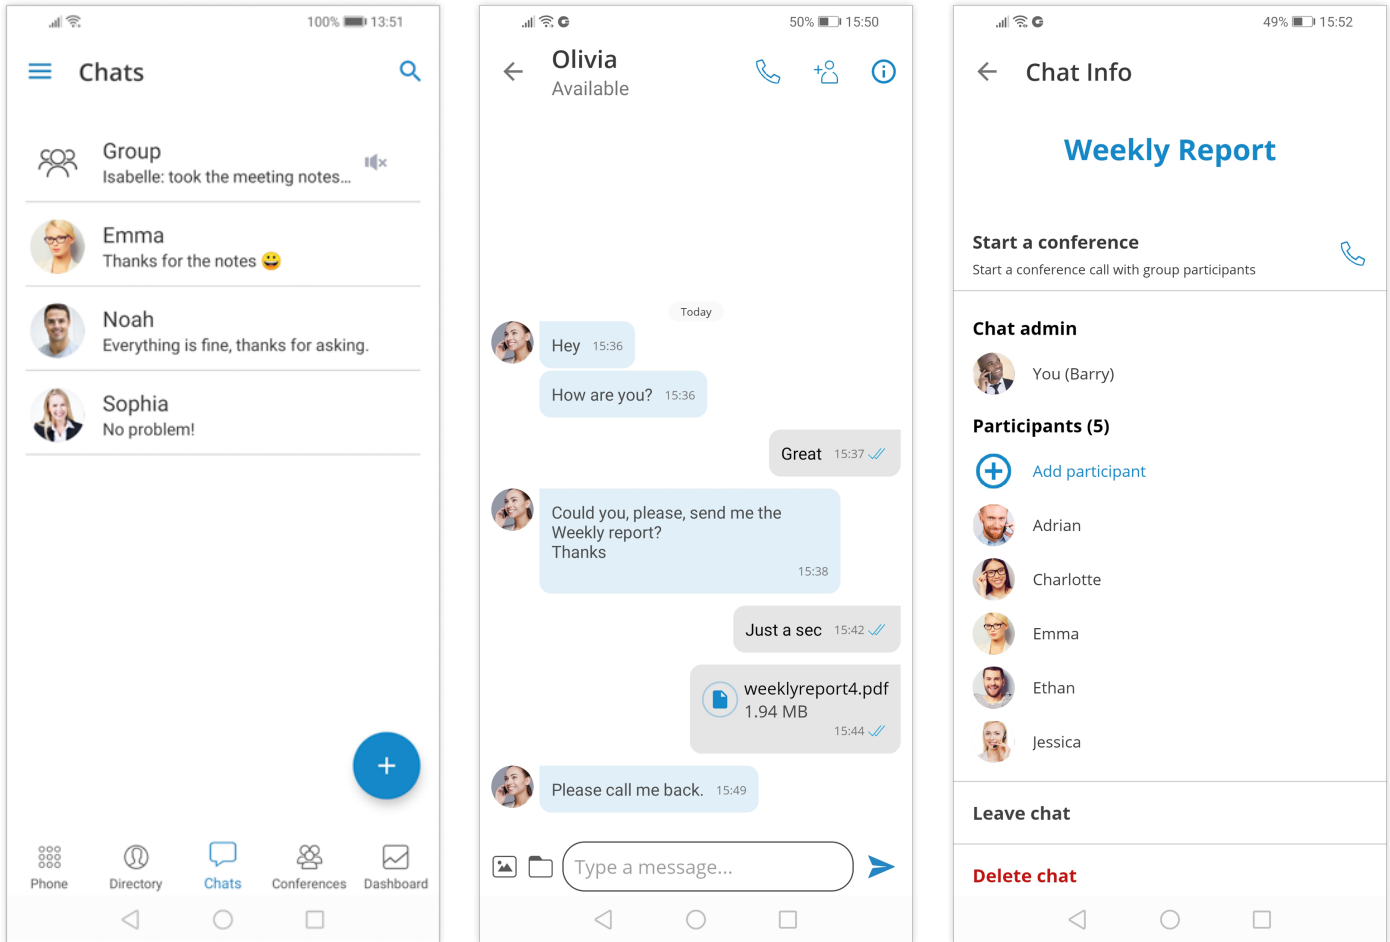 100% 13:51
Chats
Group
Isabelle: took the meeting notes...
Emma
Thanks for the notes 😀
Noah
Everything is fine, thanks for asking.
Sophia
No problem!
+
Phone
Directory
Chats
Conferences
Dashboard
50% 15:50
Olivia
Available
Today
Hey 15:36
How are you? 15:36
Great 15:37
Could you, please, send me the
Weekly report?
Thanks
15:38
Just a sec 15:42
weeklyreport4.pdf
1.94 MB
15:44
Please call me back. 15:49
Type a message...
49% 15:52
Chat Info
Weekly Report
Start a conference
Start a conference call with group participants
Chat admin
You (Barry)
Participants (5)
Add participant
Adrian
Charlotte
Emma
Ethan
Jessica
Leave chat
Delete chat